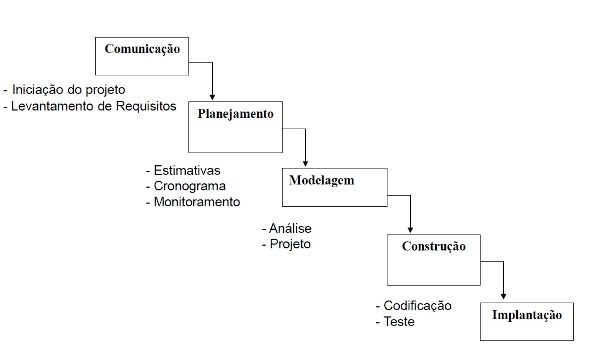 Comunicação
- Iniciação do projeto
- Levantamento de Requisitos
Planejamento
- Estimativas
- Cronograma
- Monitoramento
Modelagem
- Análise
- Projeto
Construção
- Codificação
- Teste
Implantação